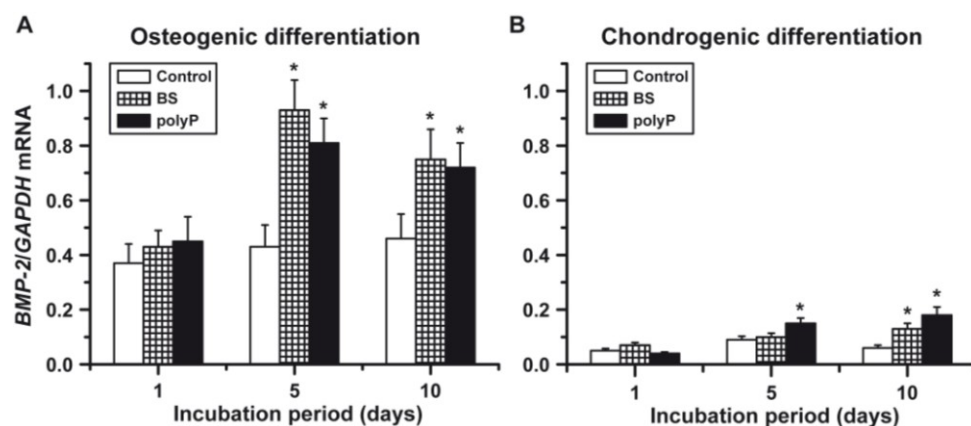 A
Osteogenic differentiation
BMP-2/GAPDH mRNA
1.0
0.8
0.6
0.4
0.2
0.0
Control
BS
polyP
*
*
*
*
1
5
10
Incubation period (days)
B
Chondrogenic differentiation
1.0
0.8
0.6
0.4
0.2
0.0
Control
BS
polyP
*
*
*
1
5
10
Incubation period (days)